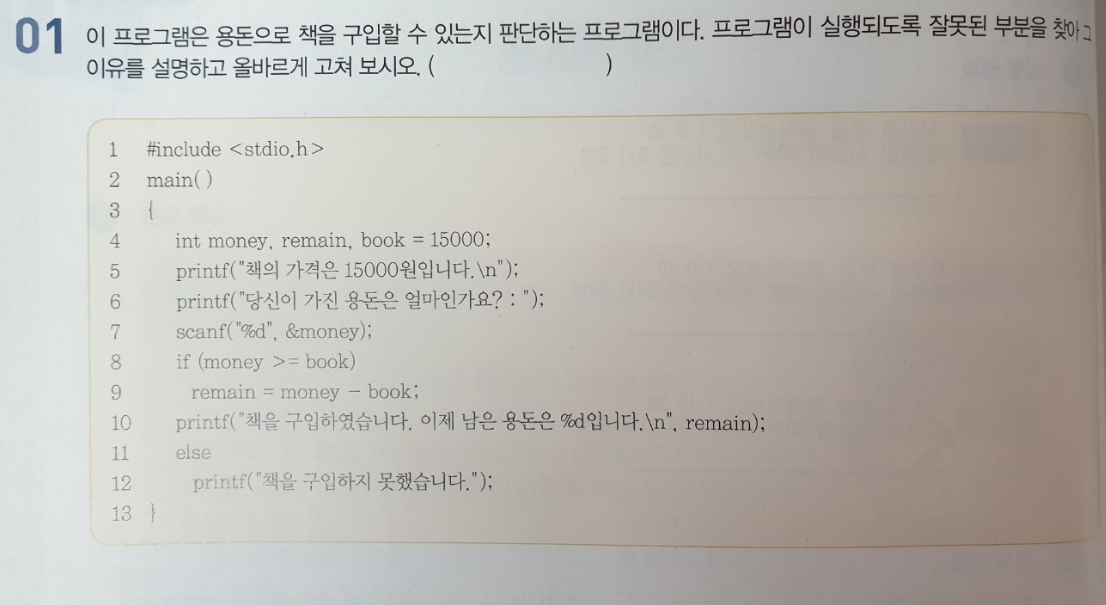 01 이 프로그램은 용돈으로 책을 구입할 수 있는지 판단하는 프로그램이다. 프로그램이 실행되도록 잘못된 부분을 찾아 그
이유를 설명하고 올바르게 고쳐 보시오. ( )
1 #include <stdio.h>
2 main( )
3 {
4 int money, remain, book = 15000;
5 printf("책의 가격은 15000원입니다.\n");
6 printf("당신이 가진 용돈은 얼마인가요? : ");
7 scanf("%d", &money);
8 if (money >= book)
9 remain = money - book;
10 printf("책을 구입하였습니다. 이제 남은 용돈은 %d입니다.\n", remain);
11 else
12 printf("책을 구입하지 못했습니다.");
13 }